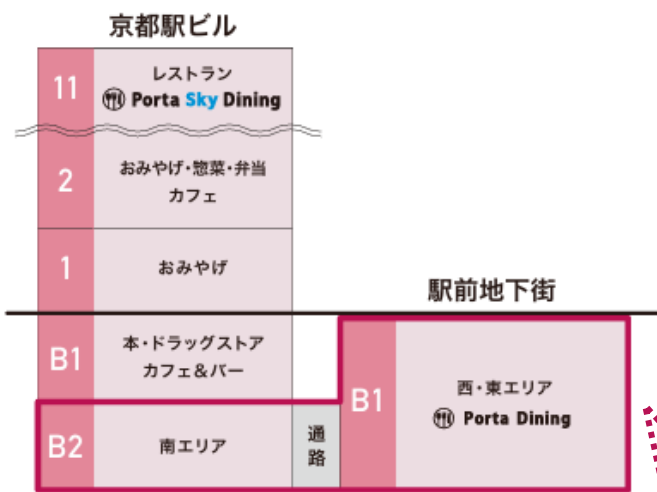 京都駅ビル
11
レストラン
Porta Sky Dining
2
おみやげ・惣菜・弁当
カフェ
1
おみやげ
駅前地下街
B1
本・ドラッグストア
カフェ&バー
B1
西・東エリア
Porta Dining
B2
南エリア
通
路